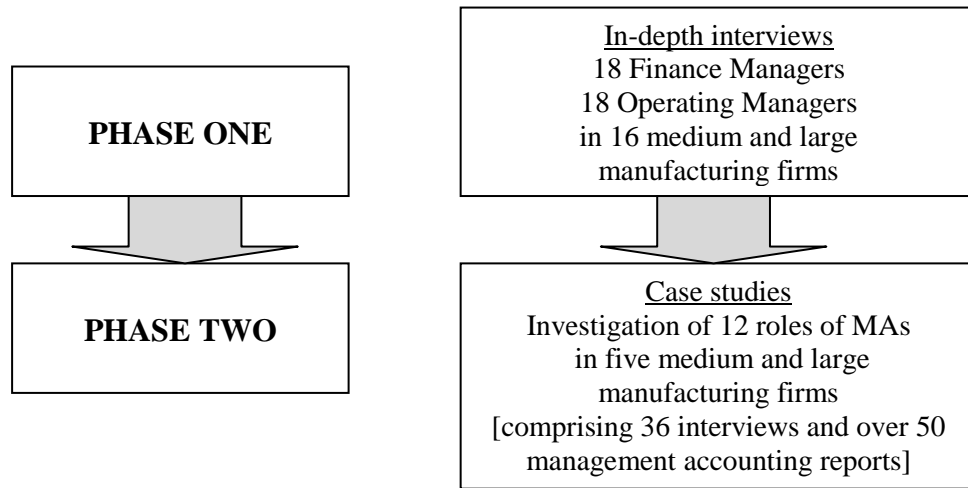 PHASE ONE
In-depth interviews
18 Finance Managers
18 Operating Managers
in 16 medium and large
manufacturing firms
PHASE TWO
Case studies
Investigation of 12 roles of MAs
in five medium and large
manufacturing firms
[comprising 36 interviews and over 50
management accounting reports]